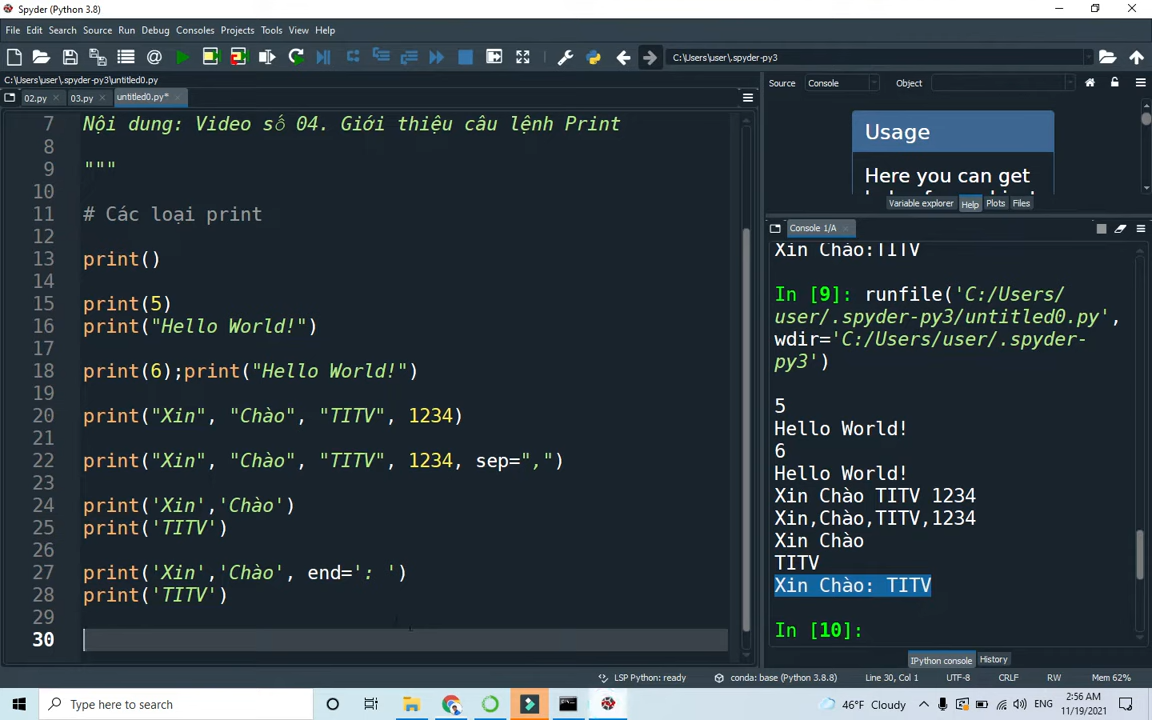 Spyder (Python 3.8)
File Edit Search Source Run Debug Consoles Projects Tools View Help
C:\Users\user\.spyder-py3
C:\Users\user\.spyder-py3\untitled0.py
02.py 03.py untitled0.py*
Source Console Object
Usage
Here you can get
Variable explorer Help Plots Files
Console 1/A
7 Nội dung: Video số 04. Giới thiệu câu lệnh Print
8
9 """
10
11 # Các loại print
12
13 print()
14
15 print(5)
16 print("Hello World!")
17
18 print(6);print("Hello World!")
19
20 print("Xin", "Chào", "TITV", 1234)
21
22 print("Xin", "Chào", "TITV", 1234, sep=",")
23
24 print('Xin','Chào')
25 print('TITV')
26
27 print('Xin','Chào', end=': ')
28 print('TITV')
29
30
Xin Chào:TITV
In [9]: runfile('C:/Users/
user/.spyder-py3/untitled0.py',
wdir='C:/Users/user/.spyder-
py3')
5
Hello World!
6
Hello World!
Xin Chào TITV 1234
Xin,Chào,TITV,1234
Xin Chào
TITV
Xin Chào: TITV
In [10]:
IPython console History
LSP Python: ready conda: base (Python 3.8.8) Line 30, Col 1 UTF-8 CRLF RW Mem 62%
Type here to search
46°F Cloudy ENG
2:56 AM
11/19/2021